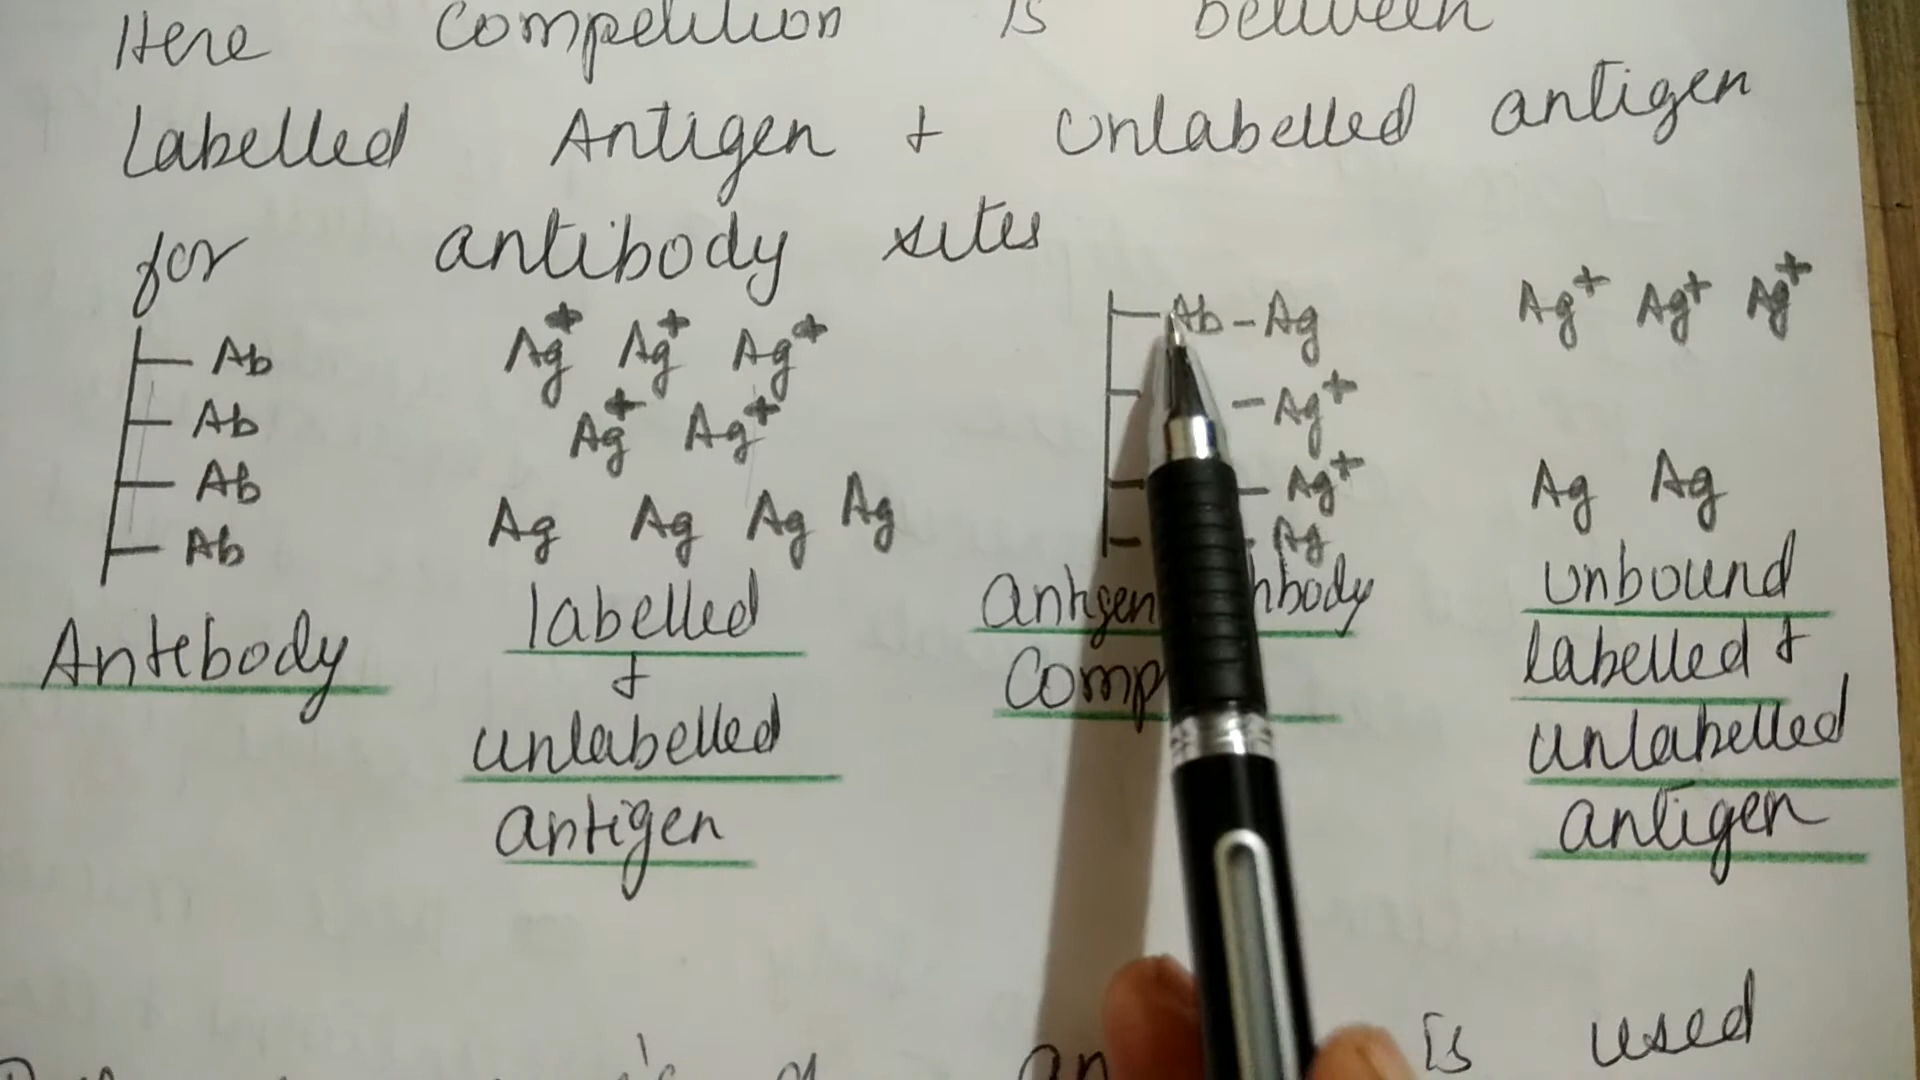 Here Competition is between
Labelled Antigen + Unlabelled antigen
for antibody sites
Ab
Ab
Ab
Ab
Antebody
Ag+ Ag+ Ag+
Ag+ Ag+
Ag Ag Ag Ag
labelled
+
unlabelled
antigen
Ab - Ag
- Ag+
- Ag+
- Ag
antigen
Ag+ Ag+ Ag+
Ag Ag
unbound
labelled +
unlabelled
antigen
is used